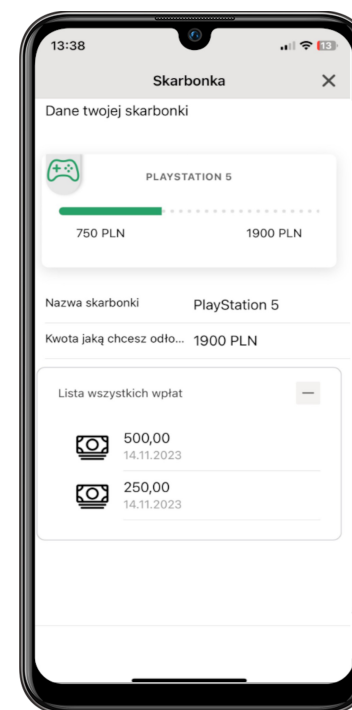 13:38
13
Skarbonka
Dane twojej skarbonki
PLAYSTATION 5
750 PLN 1900 PLN
Nazwa skarbonki PlayStation 5
Kwota jaką chcesz odło... 1900 PLN
Lista wszystkich wpłat
500,00
14.11.2023
250,00
14.11.2023